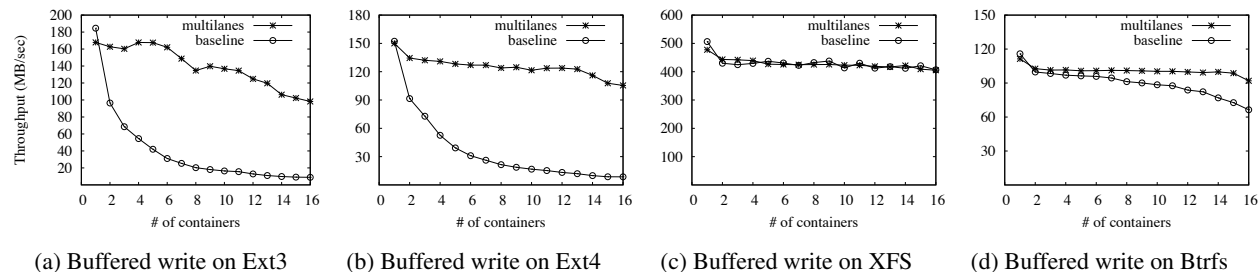 Throughput (MB/sec)
200
180
160
140
120
100
80
60
40
20
0 2 4 6 8 10 12 14 16
# of containers
multilanes
baseline
(a) Buffered write on Ext3
180
150
120
90
60
30
0 2 4 6 8 10 12 14 16
# of containers
multilanes
baseline
(b) Buffered write on Ext4
600
500
400
300
200
100
0 2 4 6 8 10 12 14 16
# of containers
multilanes
baseline
(c) Buffered write on XFS
150
120
90
60
30
0 2 4 6 8 10 12 14 16
# of containers
multilanes
baseline
(d) Buffered write on Btrfs